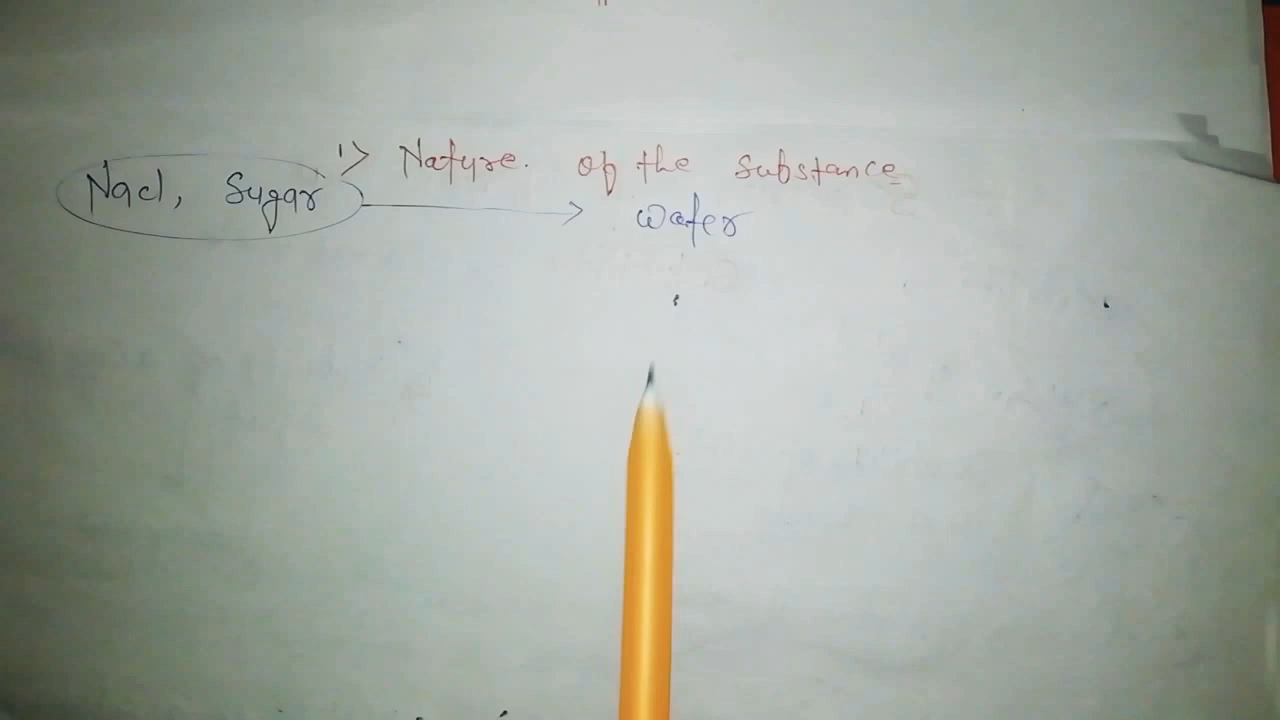 1> Nature. of the Substance
Nacl, Sugar → water